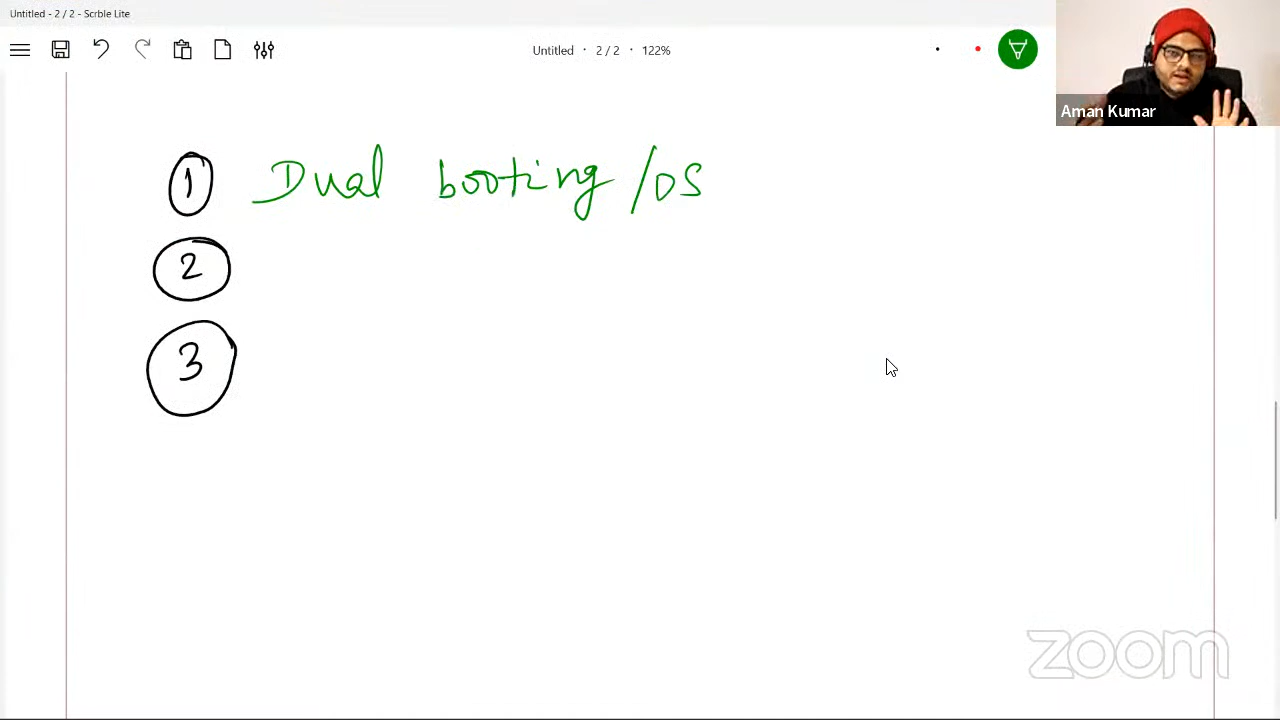 Untitled - 2 / 2 - Scrble Lite
Untitled · 2 / 2 · 122%
Aman Kumar
1 Dual booting /OS
2
3
zoom